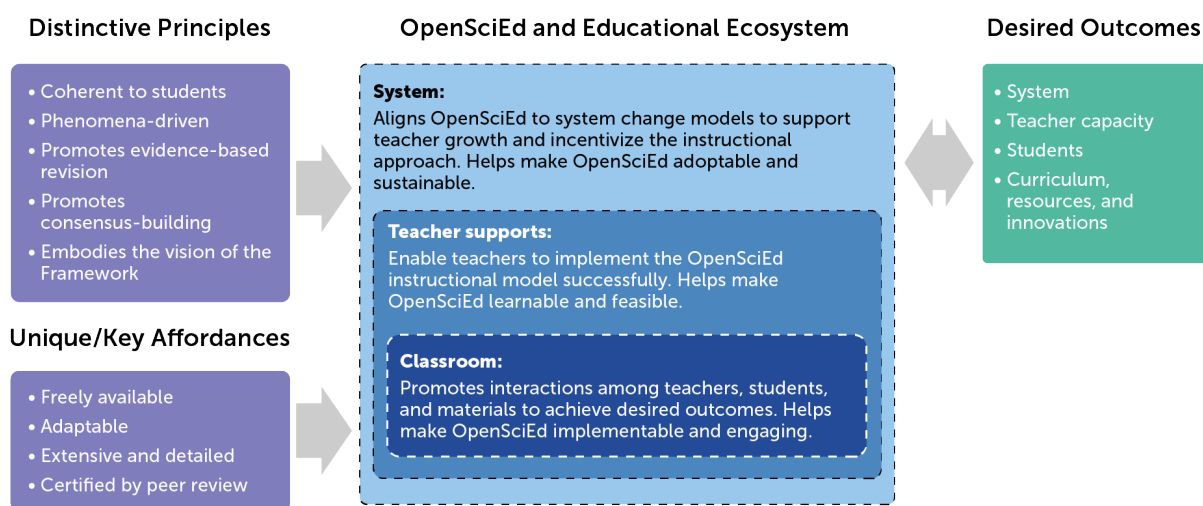 Distinctive Principles
• Coherent to students
• Phenomena-driven
• Promotes evidence-based
revision
• Promotes
consensus-building
• Embodies the vision of the
Framework
Unique/Key Affordances
• Freely available
• Adaptable
• Extensive and detailed
• Certified by peer review
OpenSciEd and Educational Ecosystem
System:
Aligns OpenSciEd to system change models to support
teacher growth and incentivize the instructional
approach. Helps make OpenSciEd adoptable and
sustainable.
Teacher supports:
Enable teachers to implement the OpenSciEd
instructional model successfully. Helps make
OpenSciEd learnable and feasible.
Classroom:
Promotes interactions among teachers, students,
and materials to achieve desired outcomes. Helps
make OpenSciEd implementable and engaging.
Desired Outcomes
• System
• Teacher capacity
• Students
• Curriculum,
resources, and
innovations